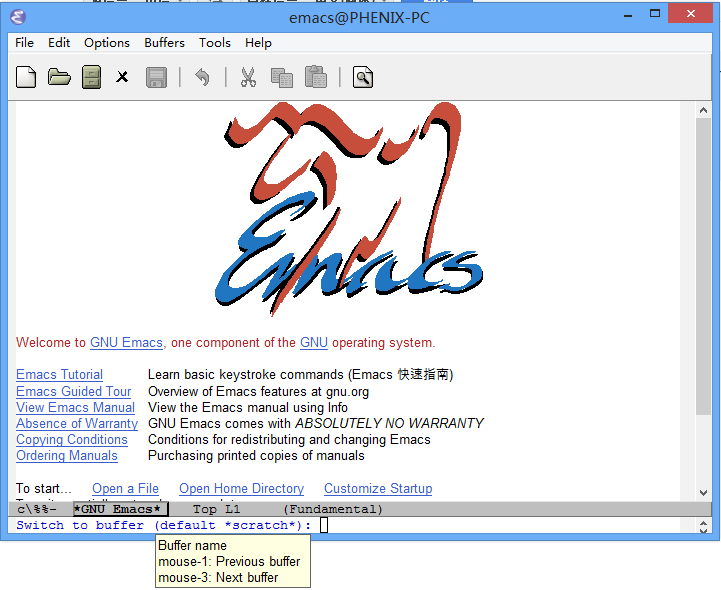 emacs@PHENIX-PC
File Edit Options Buffers Tools Help
Emacs
Welcome to GNU Emacs, one component of the GNU operating system.
Emacs Tutorial Learn basic keystroke commands (Emacs 快速指南)
Emacs Guided Tour Overview of Emacs features at gnu.org
View Emacs Manual View the Emacs manual using Info
Absence of Warranty GNU Emacs comes with ABSOLUTELY NO WARRANTY
Copying Conditions Conditions for redistributing and changing Emacs
Ordering Manuals Purchasing printed copies of manuals
To start... Open a File Open Home Directory Customize Startup
c\%%- *GNU Emacs* Top L1 (Fundamental)
Switch to buffer (default *scratch*):
Buffer name
mouse-1: Previous buffer
mouse-3: Next buffer